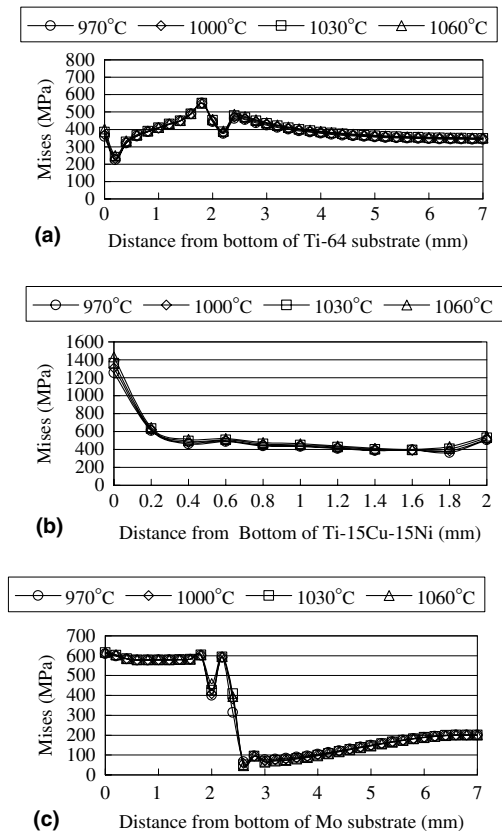 970°C 1000°C 1030°C 1060°C
800
700
600
500
400
300
200
100
0
Mises (MPa)
0 1 2 3 4 5 6 7
(a) Distance from bottom of Ti-64 substrate (mm)
970°C 1000°C 1030°C 1060°C
1600
1400
1200
1000
800
600
400
200
0
Mises (MPa)
0 0.2 0.4 0.6 0.8 1 1.2 1.4 1.6 1.8 2
(b) Distance from Bottom of Ti-15Cu-15Ni (mm)
970°C 1000°C 1030°C 1060°C
700
600
500
400
300
200
100
0
Mises (MPa)
0 1 2 3 4 5 6 7
(c) Distance from bottom of Mo substrate (mm)